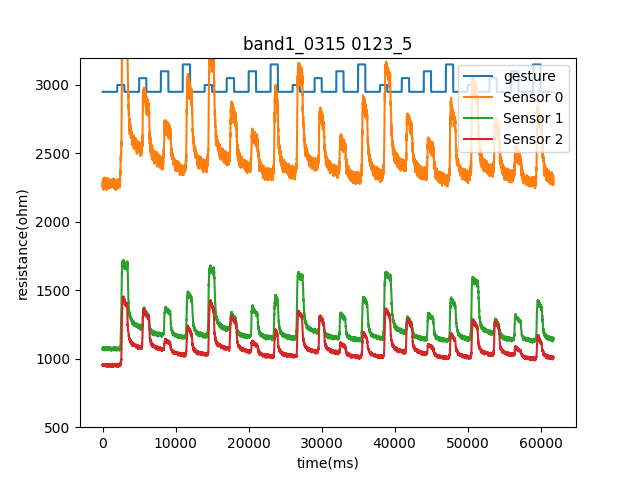 band1_0315 0123_5
resistance(ohm)
3000
2500
2000
1500
1000
500
gesture
Sensor 0
Sensor 1
Sensor 2
0 10000 20000 30000 40000 50000 60000
time(ms)